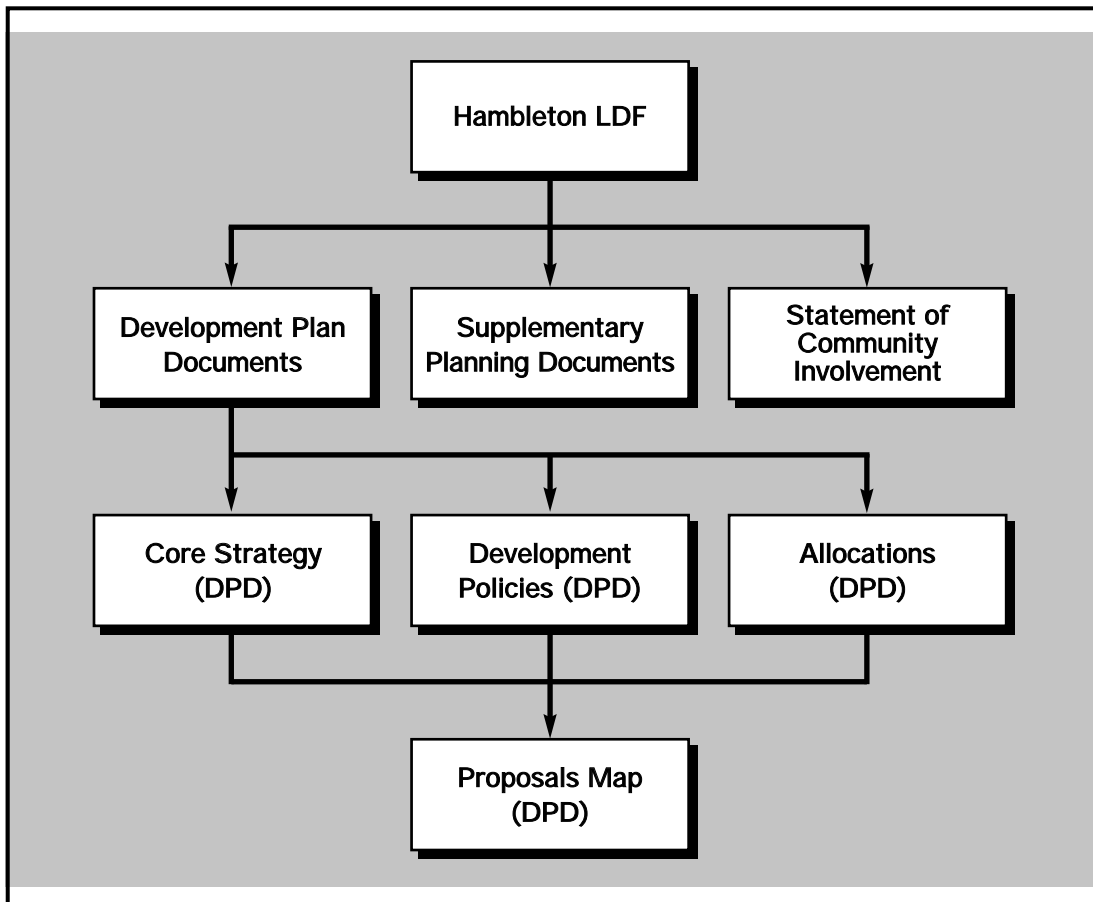 Hambleton LDF
Development Plan
Documents
Supplementary
Planning Documents
Statement of
Community
Involvement
Core Strategy
(DPD)
Development
Policies (DPD)
Allocations
(DPD)
Proposals Map
(DPD)